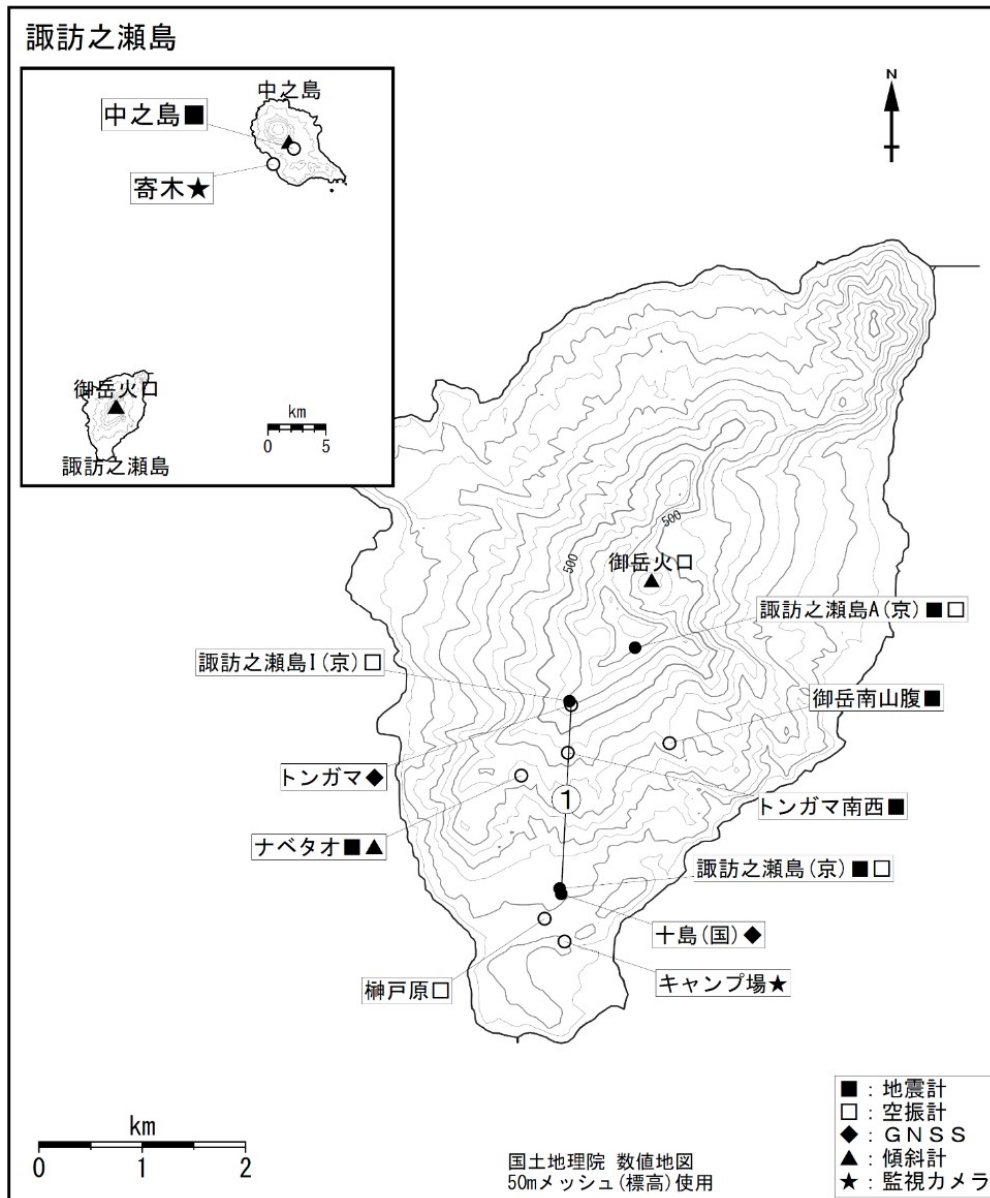 諏訪之瀬島
中之島
中之島■
寄木★
御岳火口
諏訪之瀬島
km
0 5
N
500
500
御岳火口
諏訪之瀬島A(京)■□
諏訪之瀬島I(京)□
御岳南山腹■
トンガマ◆
①
トンガマ南西■
ナベタオ■▲
諏訪之瀬島(京)■□
十島(国)◆
榊戸原□
キャンプ場★
km
0 1 2
国土地理院 数値地図
50mメッシュ(標高)使用
■:地震計
□:空振計
◆:GNSS
▲:傾斜計
★:監視カメラ